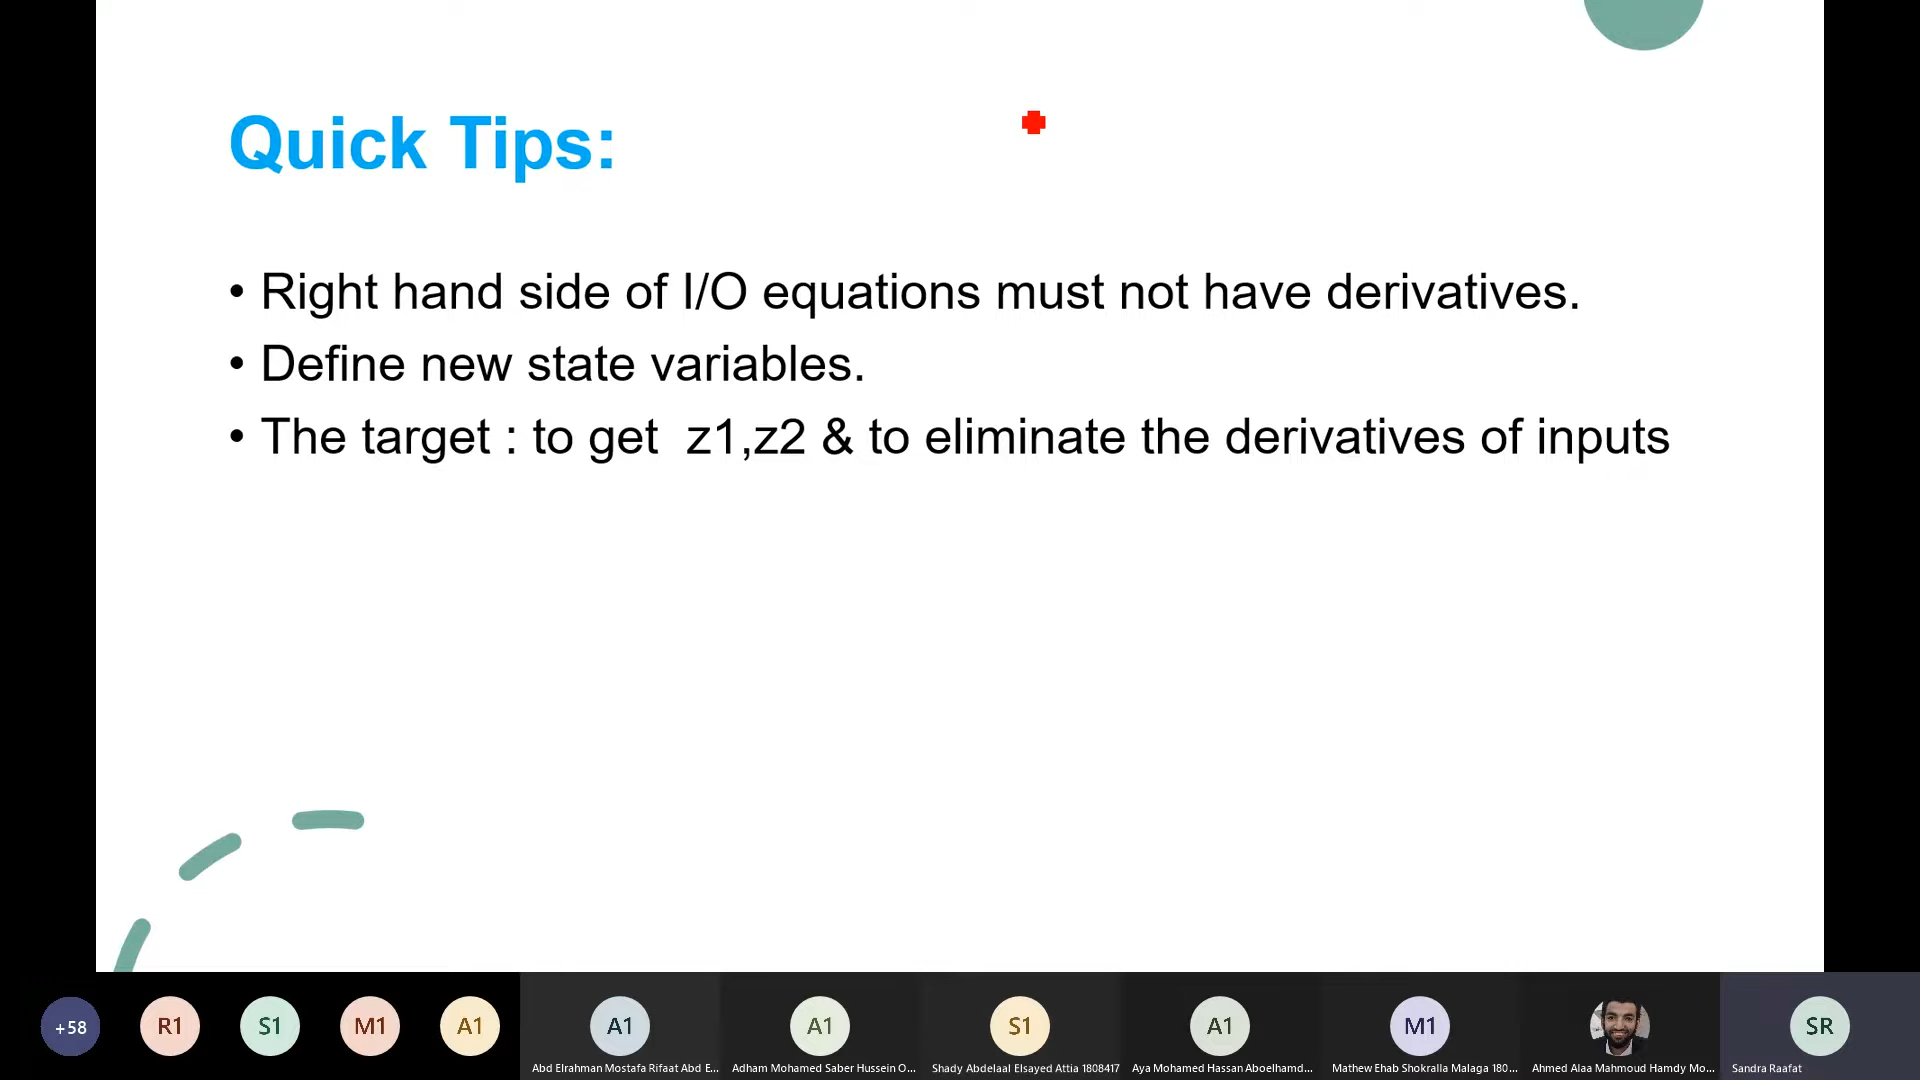 Quick Tips:
• Right hand side of I/O equations must not have derivatives.
• Define new state variables.
• The target : to get z1,z2 & to eliminate the derivatives of inputs
+58
R1
S1
M1
A1
A1
A1
S1
A1
M1
SR
Abd Elrahman Mostafa Rifaat Abd E...
Adham Mohamed Saber Hussein O...
Shady Abdelaal Elsayed Attia 1808417
Aya Mohamed Hassan Aboelhamd...
Mathew Ehab Shokralla Malaga 180...
Ahmed Alaa Mahmoud Hamdy Mo...
Sandra Raafat